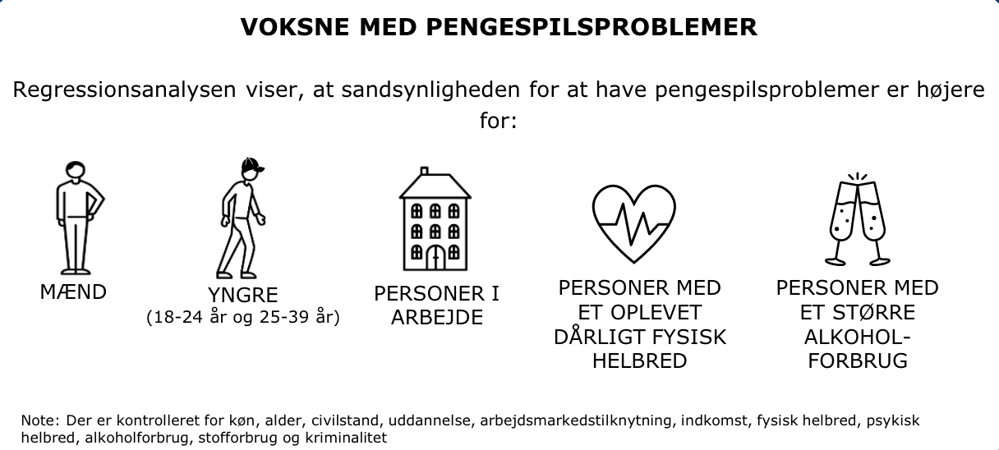 VOKSNE MED PENGESPILSPROBLEMER
Regressionsanalysen viser, at sandsynligheden for at have pengespilsproblemer er højere
for:
MÆND
YNGRE
(18-24 år og 25-39 år)
PERSONER I
ARBEJDE
PERSONER MED
ET OPLEVET
DÅRLIGT FYSISK
HELBRED
PERSONER MED
ET STØRRE
ALKOHOL-
FORBRUG
Note: Der er kontrolleret for køn, alder, civilstand, uddannelse, arbejdsmarkedstilknytning, indkomst, fysisk helbred, psykisk
helbred, alkoholforbrug, stofforbrug og kriminalitet